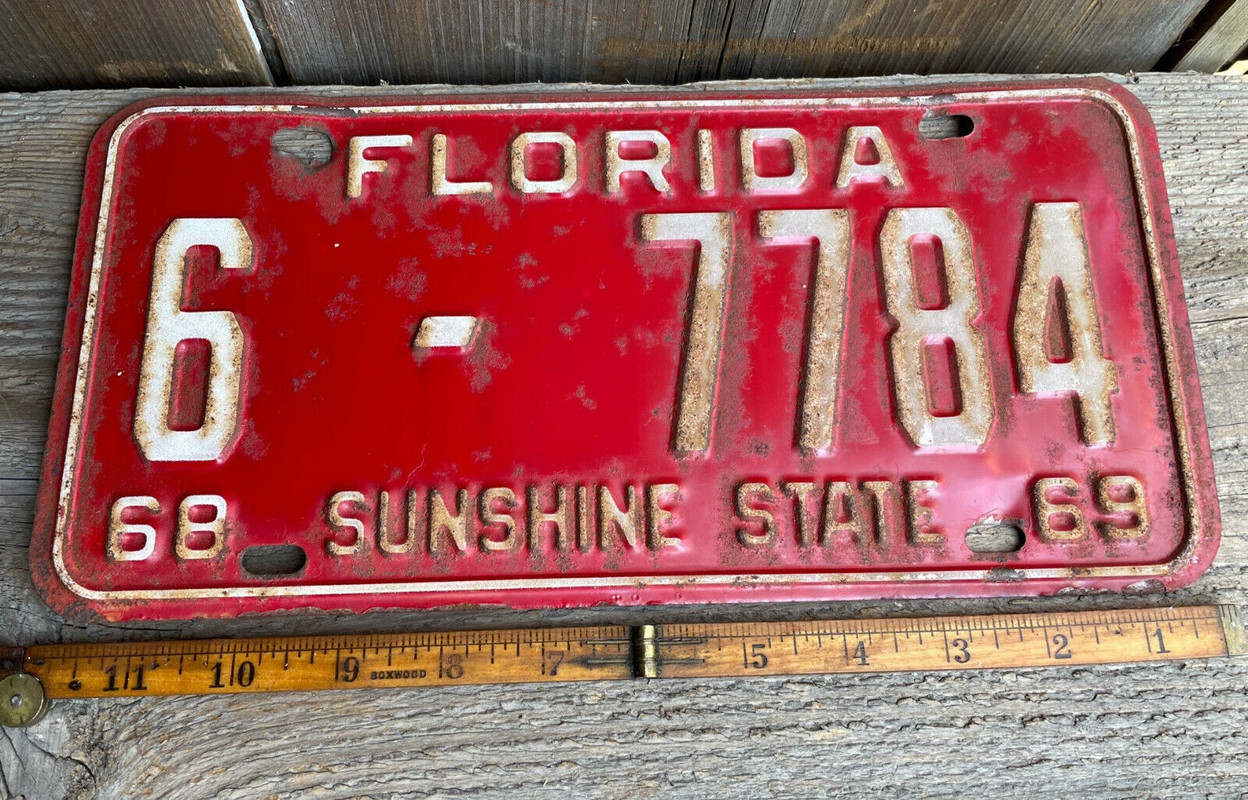 FLORIDA
6 - 7784
68 SUNSHINE STATE 69
11 10 9 BOXWOOD 8 7 5 4 3 2 1